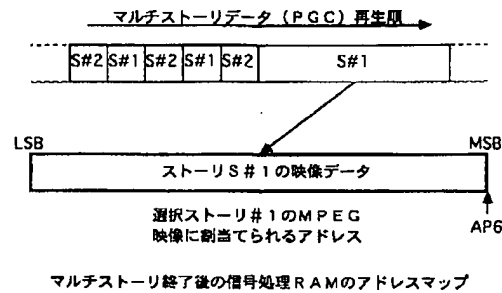 マルチストーリデータ（ＰＧＣ）再生順
S#2 S#1 S#2 S#1 S#2 S#1
LSB MSB
ストーリＳ＃１の映像データ
選択ストーリ＃１のＭＰＥＧ
映像に割当てられるアドレス
AP6
マルチストーリ終了後の信号処理ＲＡＭのアドレスマップ